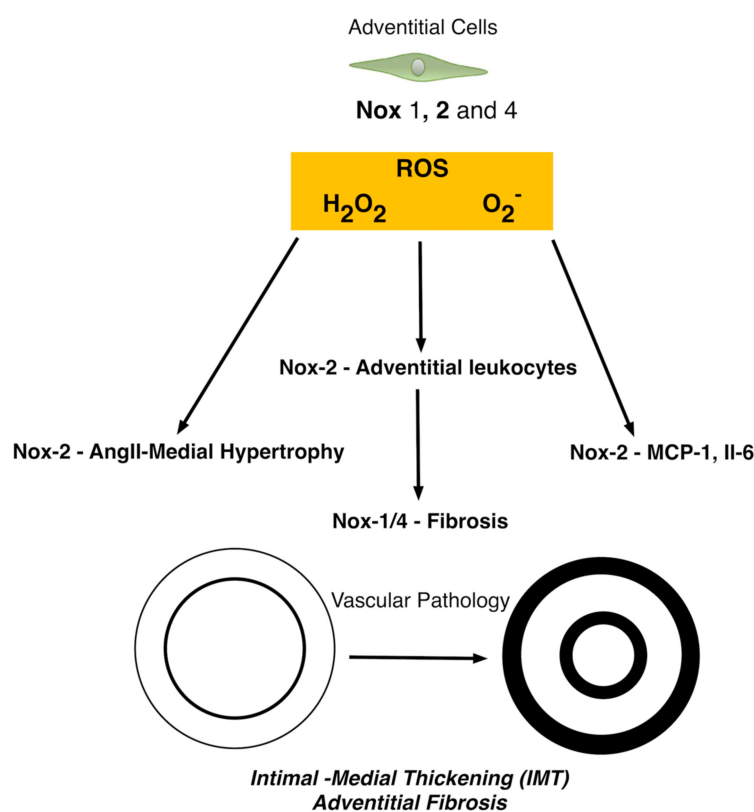 Adventitial Cells
Nox 1, 2 and 4
ROS
H₂O₂ O₂⁻
Nox-2 - Adventitial leukocytes
Nox-2 - AngII-Medial Hypertrophy
Nox-2 - MCP-1, Il-6
Nox-1/4 - Fibrosis
Vascular Pathology
Intimal -Medial Thickening (IMT)
Adventitial Fibrosis